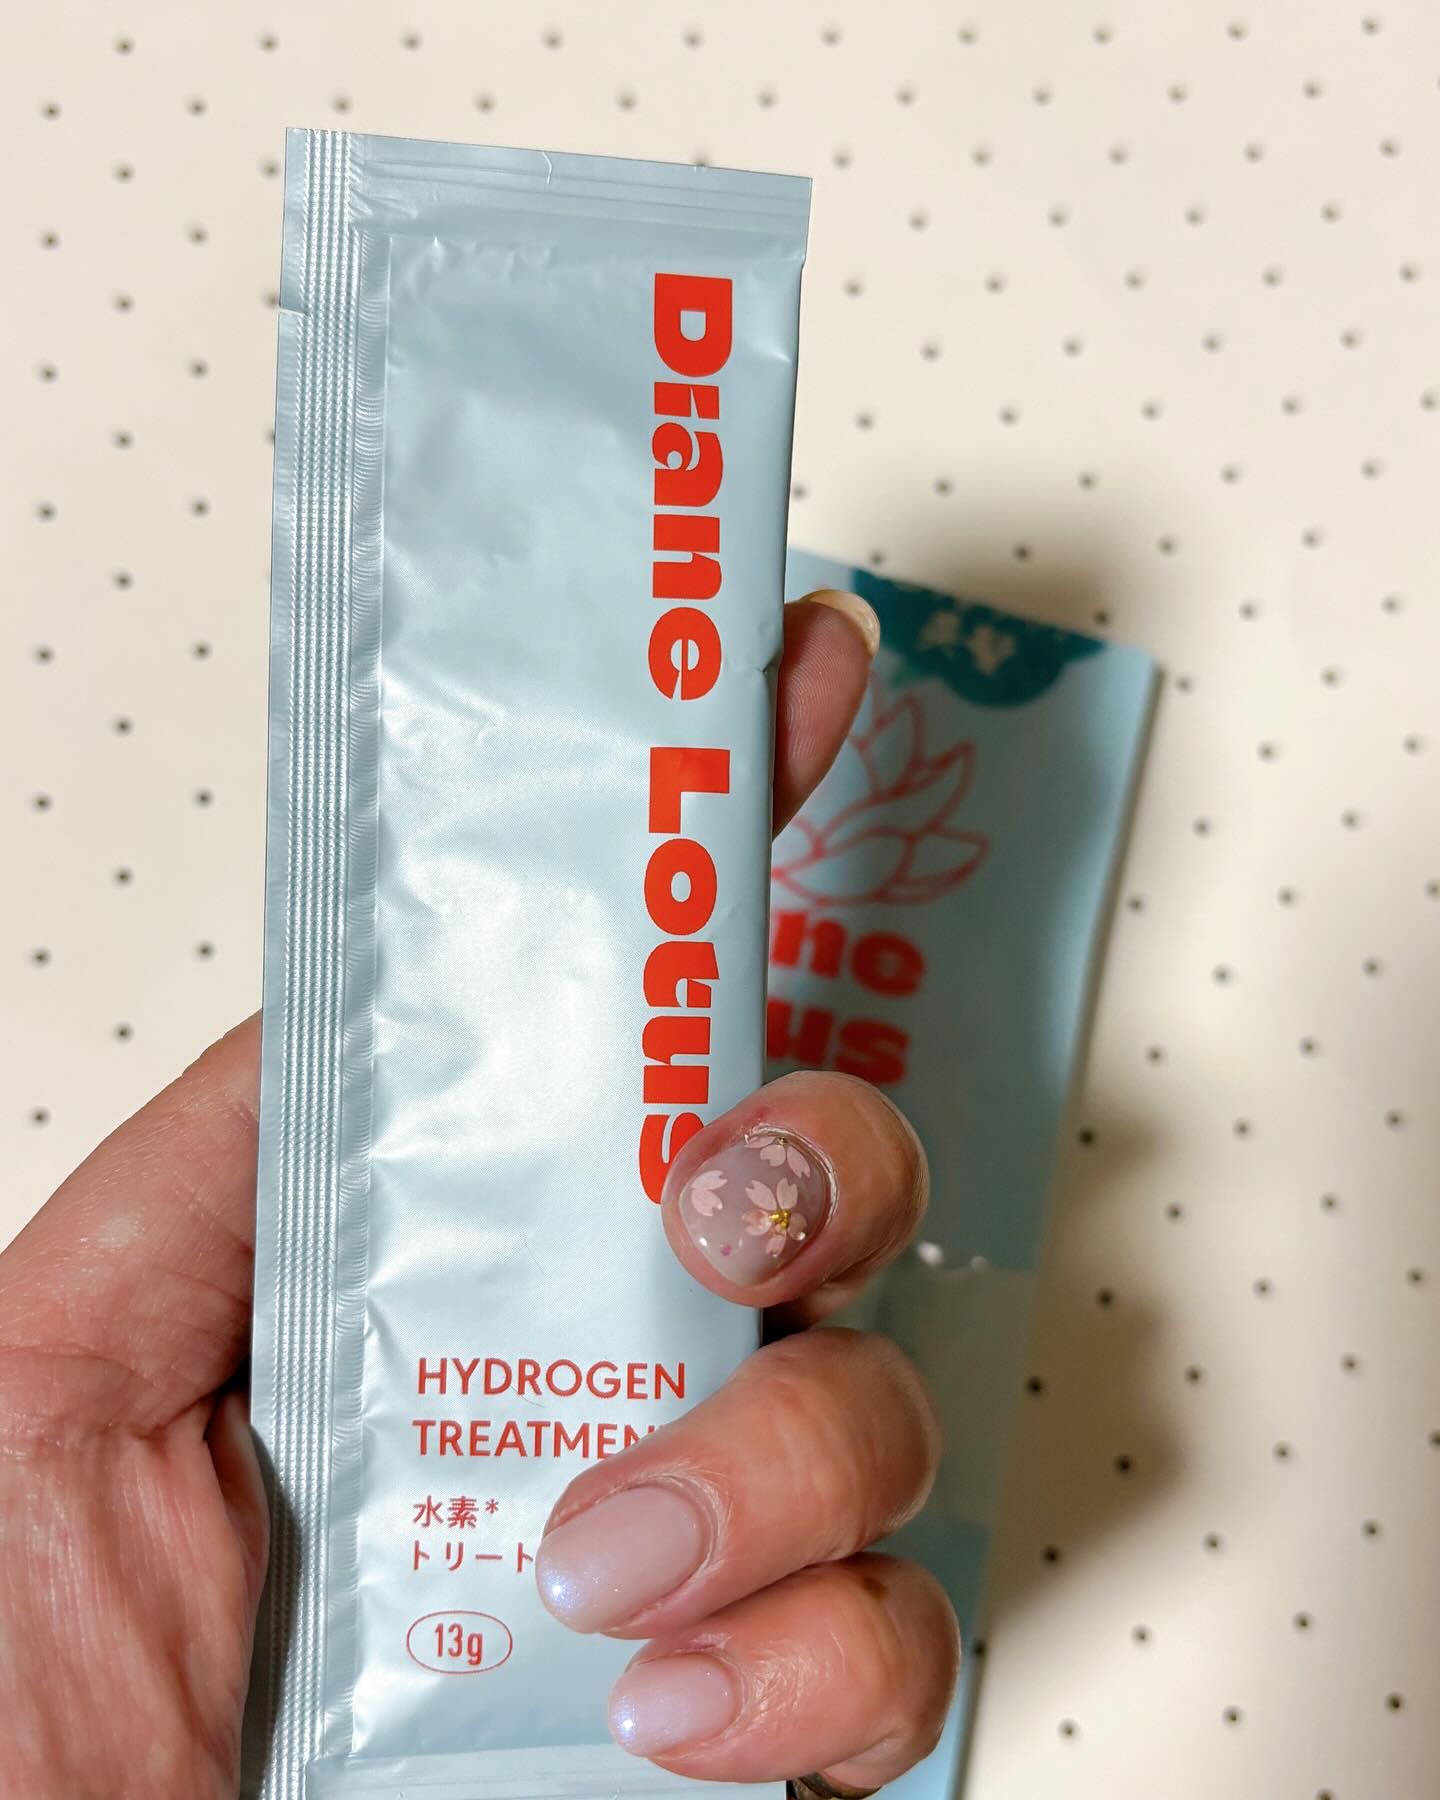 Diane Lotus
HYDROGEN
TREATMEN
水素*
トリート
13g